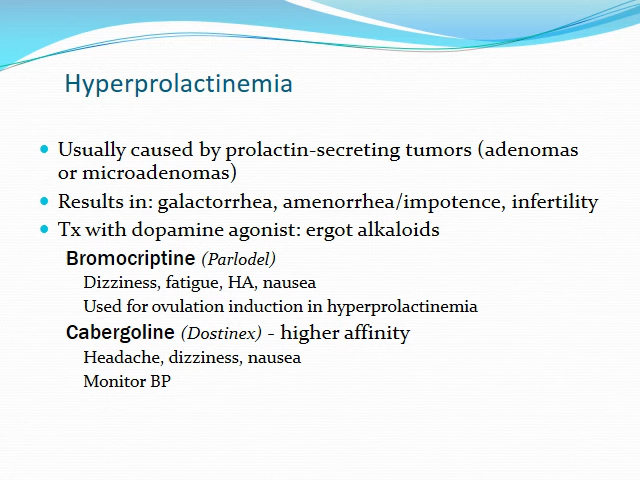 Hyperprolactinemia
Usually caused by prolactin-secreting tumors (adenomas
or microadenomas)
Results in: galactorrhea, amenorrhea/impotence, infertility
Tx with dopamine agonist: ergot alkaloids
Bromocriptine (Parlodel)
Dizziness, fatigue, HA, nausea
Used for ovulation induction in hyperprolactinemia
Cabergoline (Dostinex) - higher affinity
Headache, dizziness, nausea
Monitor BP